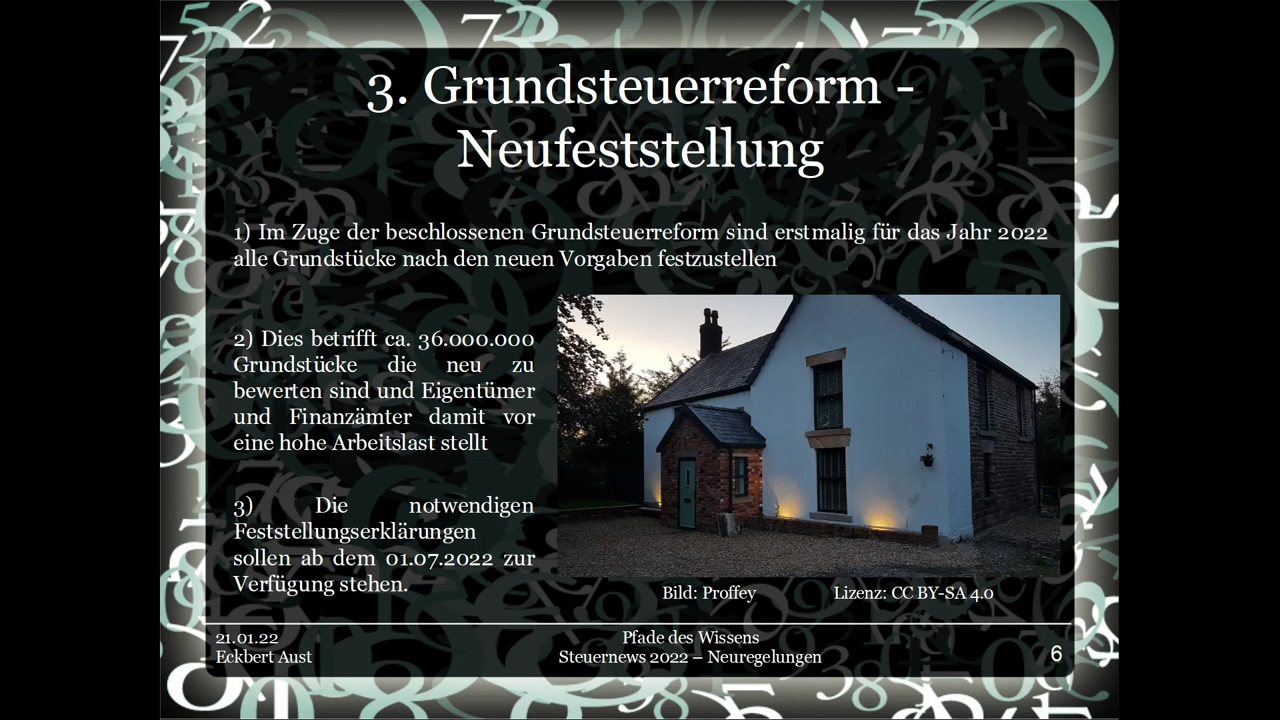 3. Grundsteuerreform -
Neufeststellung
1) Im Zuge der beschlossenen Grundsteuerreform sind erstmalig für das Jahr 2022
alle Grundstücke nach den neuen Vorgaben festzustellen
2) Dies betrifft ca. 36.000.000
Grundstücke die neu zu
bewerten sind und Eigentümer
und Finanzämter damit vor
eine hohe Arbeitslast stellt
3) Die notwendigen
Feststellungserklärungen
sollen ab dem 01.07.2022 zur
Verfügung stehen.
Bild: Proffey Lizenz: CC BY-SA 4.0
21.01.22
Eckbert Aust
Pfade des Wissens
Steuernews 2022 – Neuregelungen
6